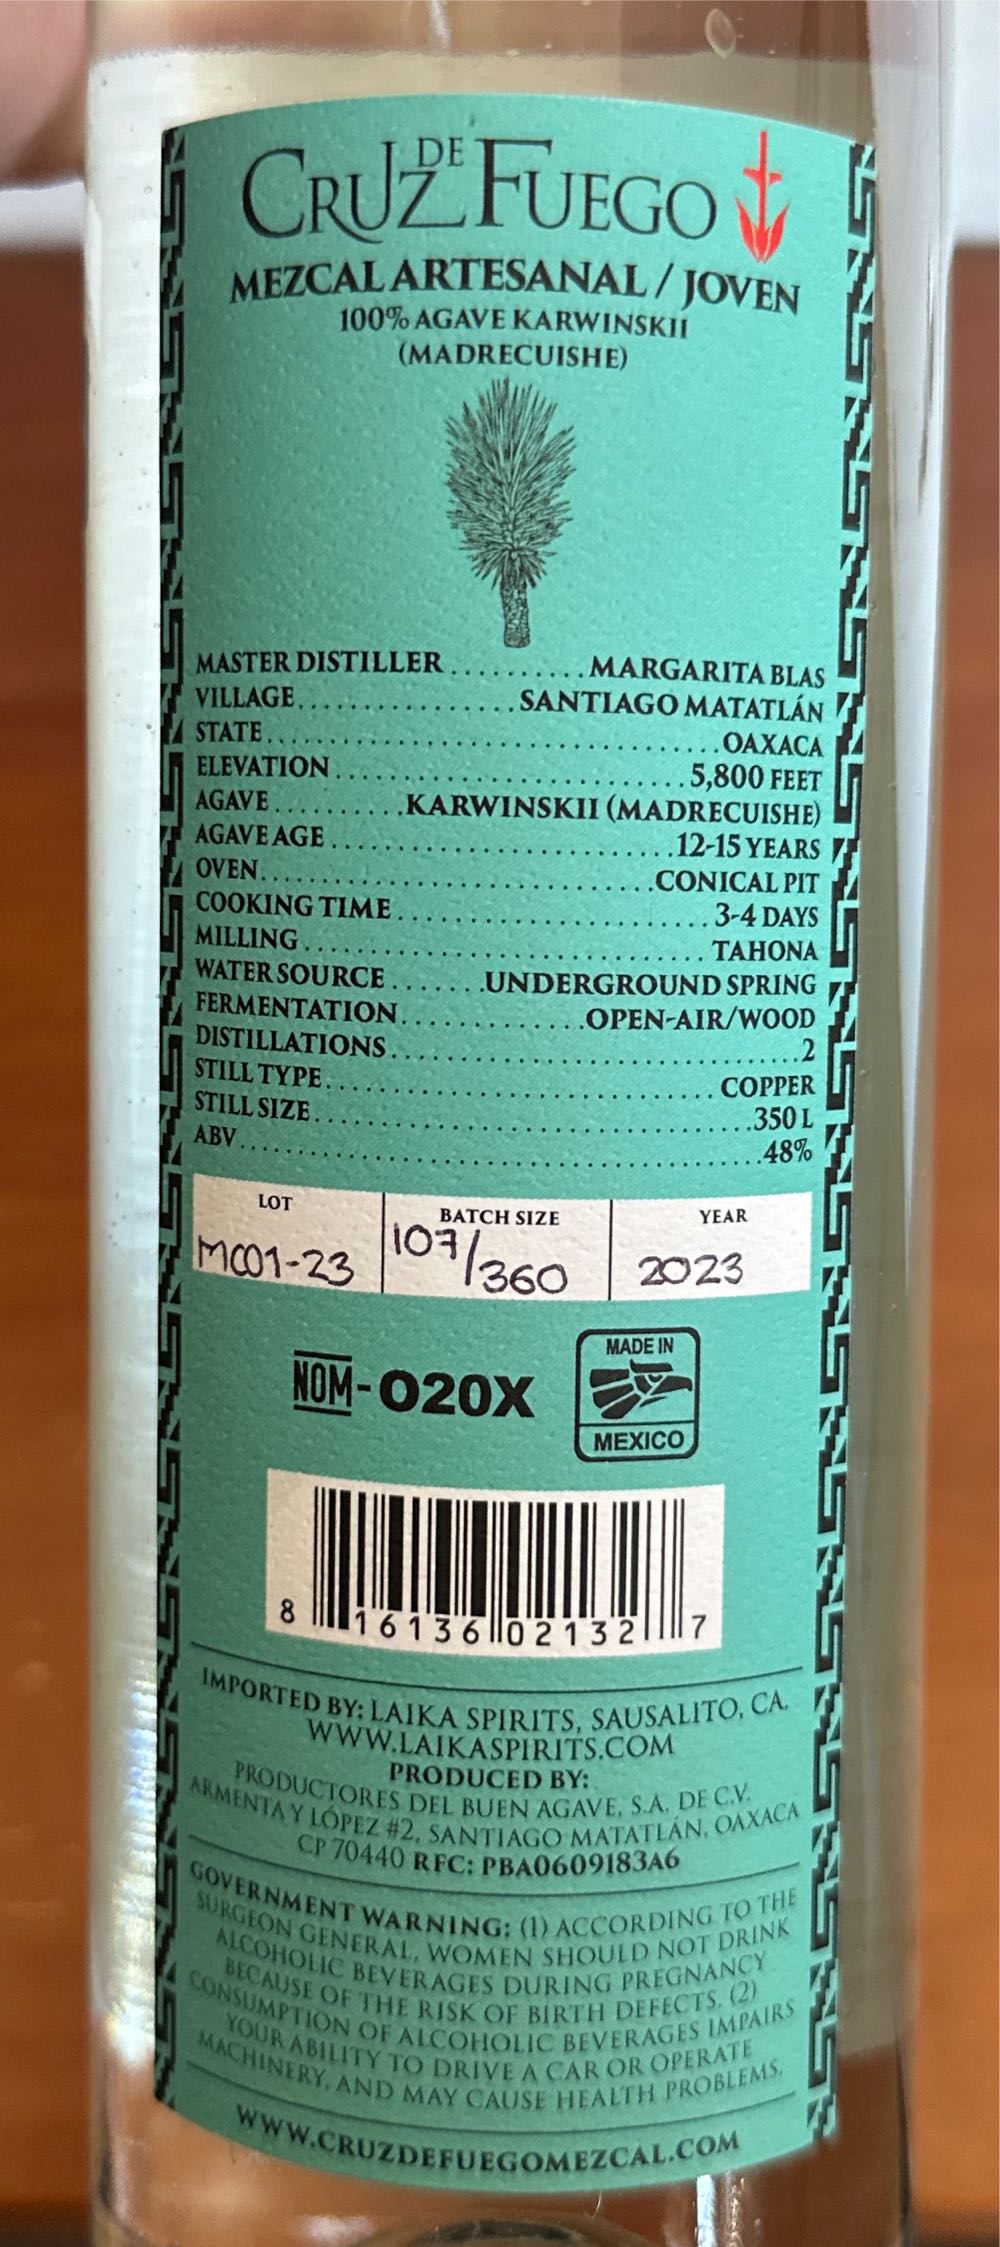 CRUZ DE FUEGO
MEZCAL ARTESANAL / JOVEN
100% AGAVE KARWINSKII
(MADRECUISHE)
MASTER DISTILLER..........MARGARITA BLAS
VILLAGE................SANTIAGO MATATLÁN
STATE...................................OAXACA
ELEVATION...........................5,800 FEET
AGAVE..........KARWINSKII (MADRECUISHE)
AGAVE AGE..........................12-15 YEARS
OVEN..............................CONICAL PIT
COOKING TIME........................3-4 DAYS
MILLING..............................TAHONA
WATER SOURCE.......UNDERGROUND SPRING
FERMENTATION..............OPEN-AIR/WOOD
DISTILLATIONS................................2
STILL TYPE.............................COPPER
STILL SIZE................................350 L
ABV......................................48%
LOT BATCH SIZE YEAR
MC01-23 107/360 2023
NOM-O20X
MADE IN
MEXICO
8 16136 02132 7
IMPORTED BY: LAIKA SPIRITS, SAUSALITO, CA.
WWW.LAIKASPIRITS.COM
PRODUCED BY:
PRODUCTORES DEL BUEN AGAVE, S.A. DE C.V.
ARMENTA Y LÓPEZ #2, SANTIAGO MATATLÁN, OAXACA
CP 70440 RFC: PBA0609183A6
GOVERNMENT WARNING: (1) ACCORDING TO THE
SURGEON GENERAL, WOMEN SHOULD NOT DRINK
ALCOHOLIC BEVERAGES DURING PREGNANCY
BECAUSE OF THE RISK OF BIRTH DEFECTS. (2)
CONSUMPTION OF ALCOHOLIC BEVERAGES IMPAIRS
YOUR ABILITY TO DRIVE A CAR OR OPERATE
MACHINERY, AND MAY CAUSE HEALTH PROBLEMS.
WWW.CRUZDEFUEGOMEZCAL.COM